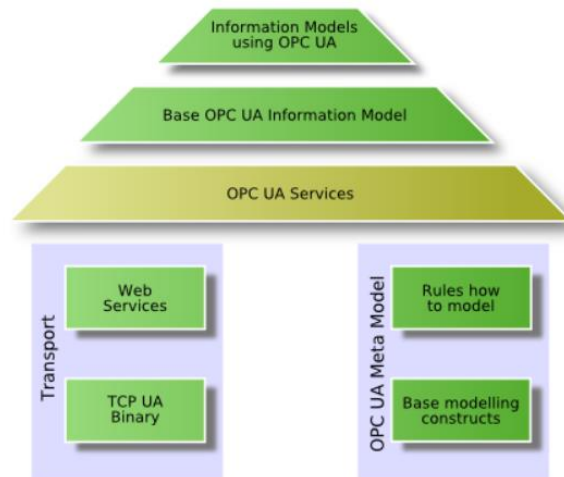 Information Models
using OPC UA
Base OPC UA Information Model
OPC UA Services
Transport
Web
Services
TCP UA
Binary
OPC UA Meta Model
Rules how
to model
Base modelling
constructs